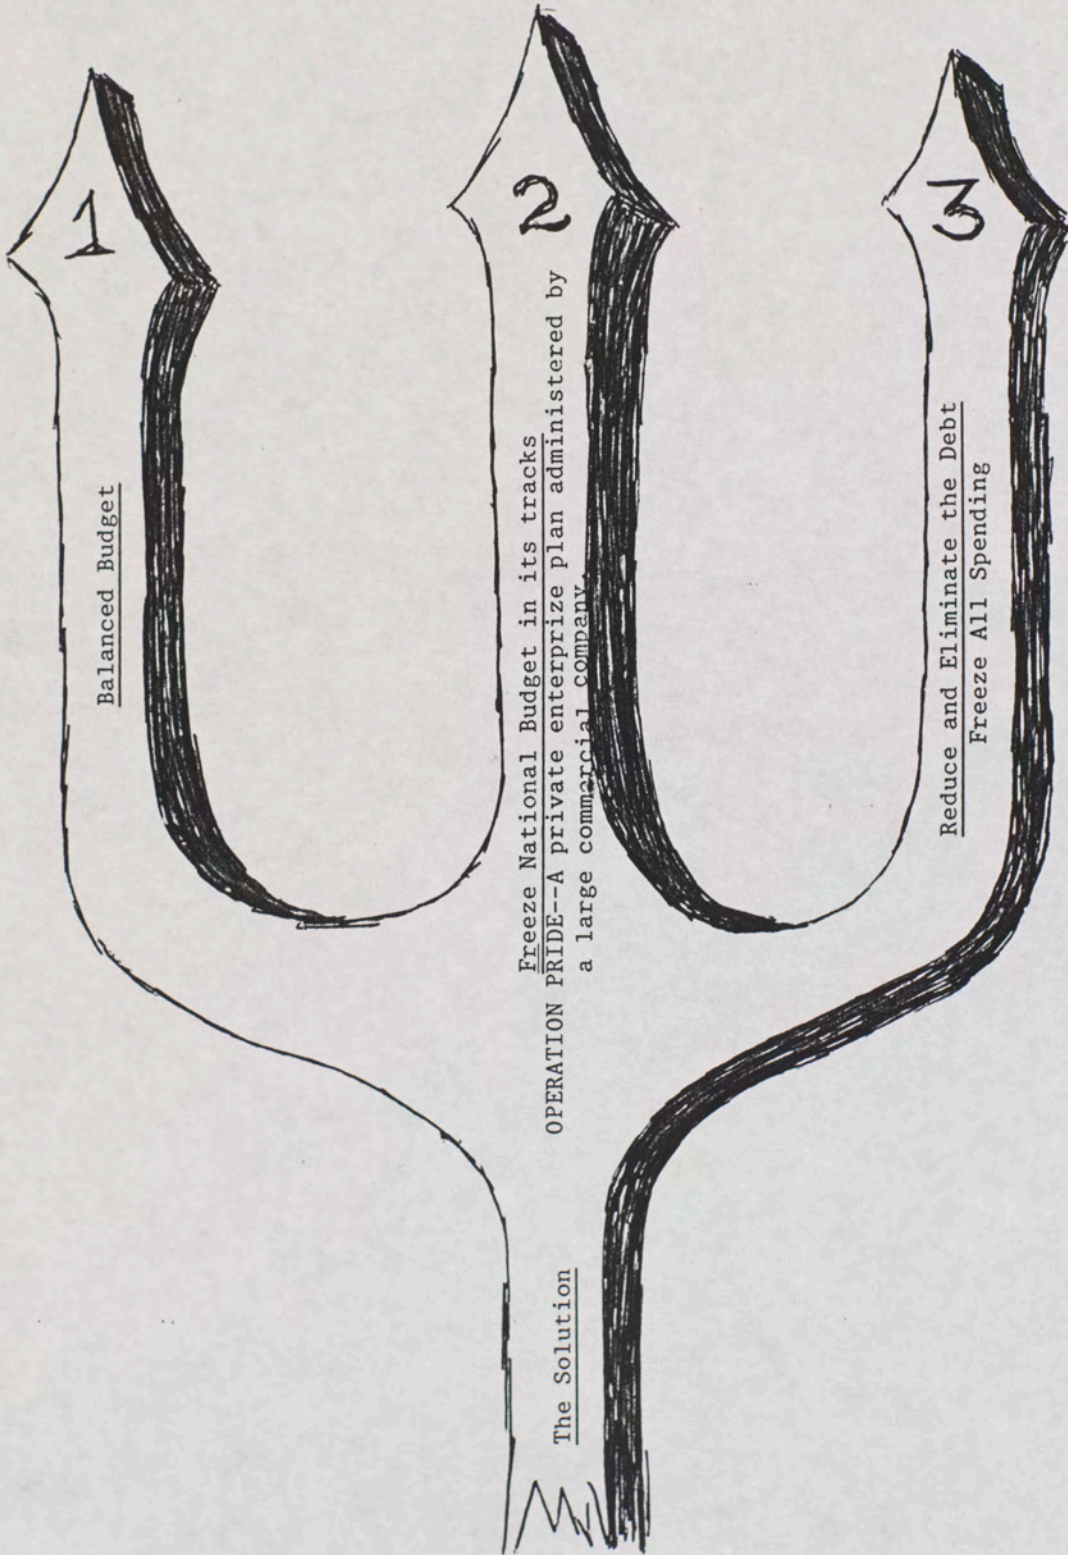 1
Balanced Budget
2
Freeze National Budget in its tracks
OPERATION PRIDE--A private enterprize plan administered by
a large commercial company.
3
Reduce and Eliminate the Debt
Freeze All Spending
The Solution